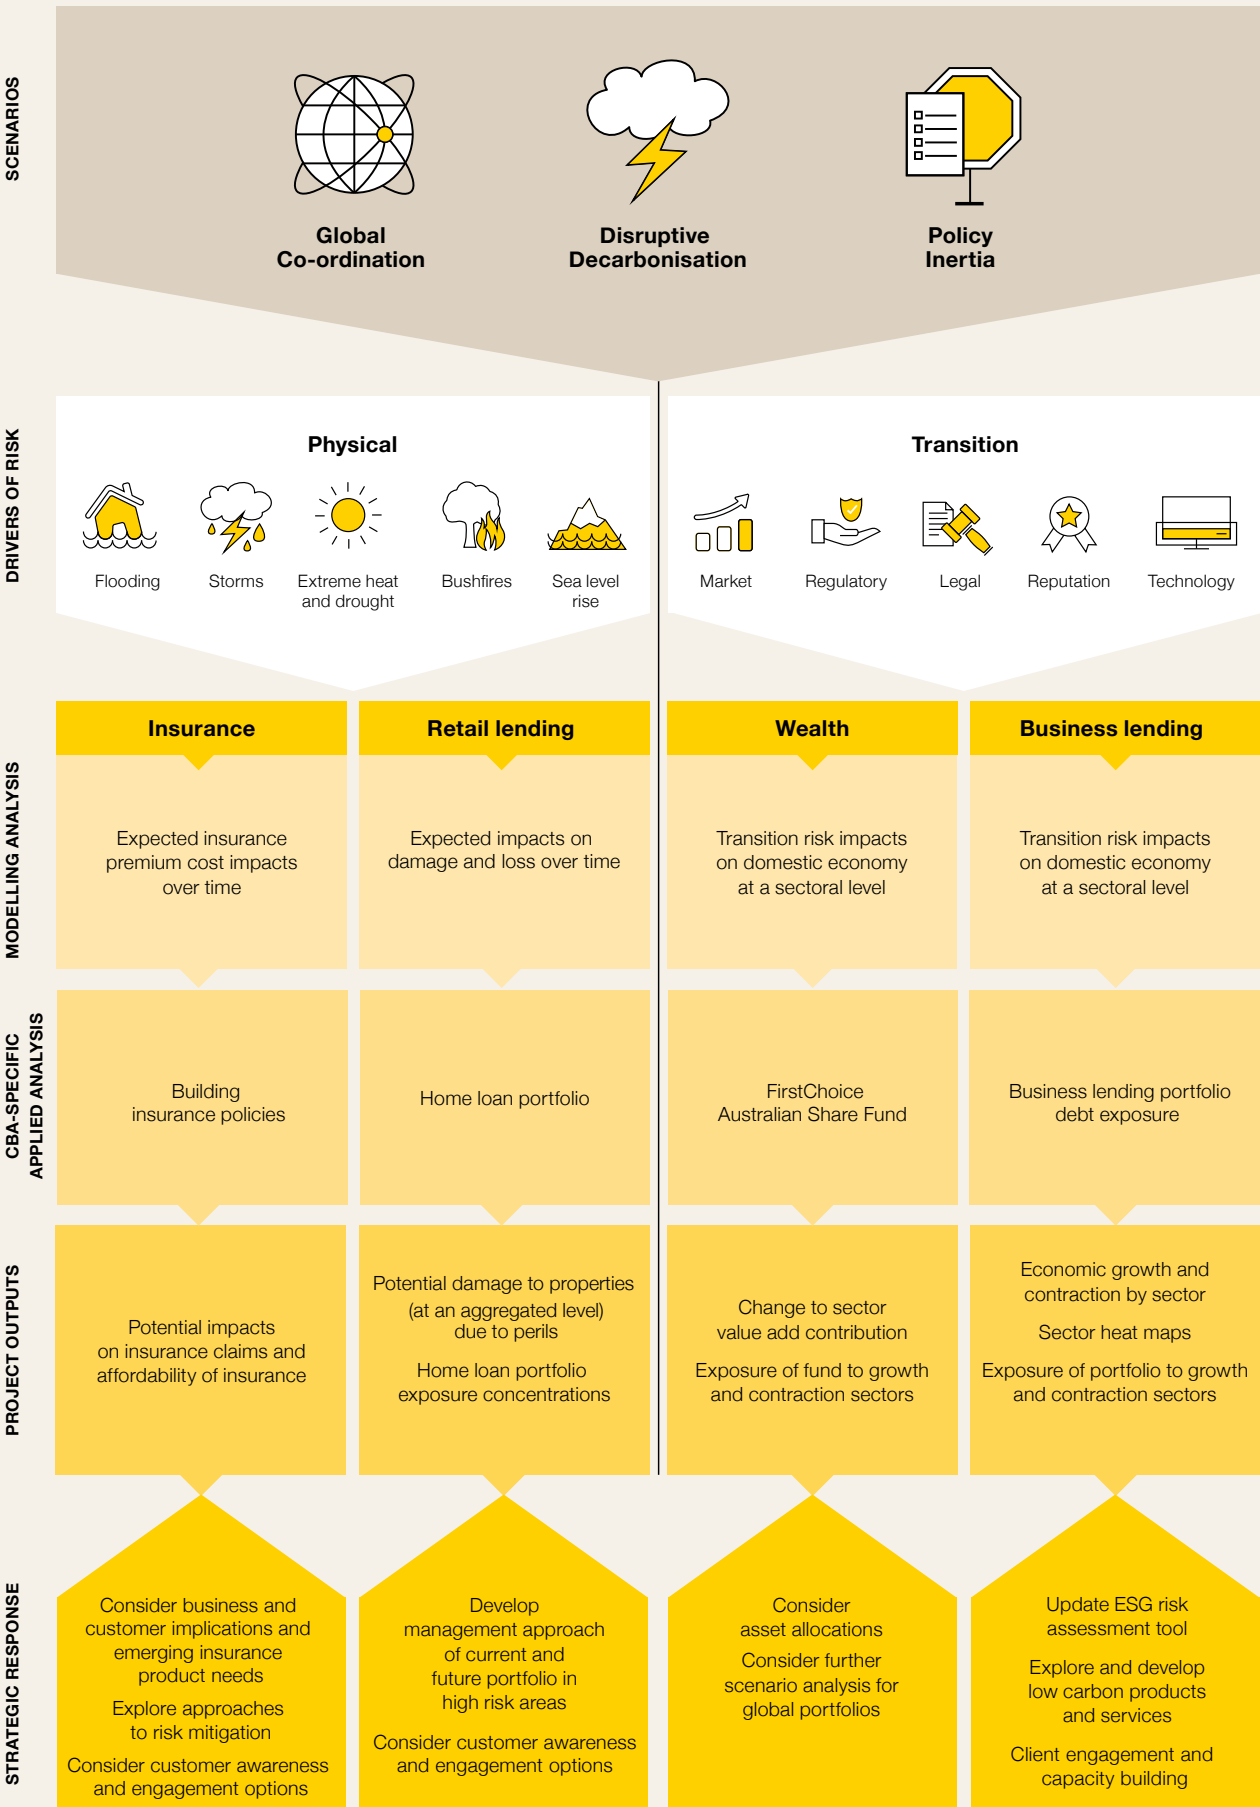 SCENARIOS
Global
Co-ordination
Disruptive
Decarbonisation
Policy
Inertia
DRIVERS OF RISK
Physical
Flooding
Storms
Extreme heat
and drought
Bushfires
Sea level
rise
Transition
Market
Regulatory
Legal
Reputation
Technology
MODELLING ANALYSIS
Insurance
Retail lending
Wealth
Business lending
Expected insurance
premium cost impacts
over time
Expected impacts on
damage and loss over time
Transition risk impacts
on domestic economy
at a sectoral level
Transition risk impacts
on domestic economy
at a sectoral level
CBA-SPECIFIC
APPLIED ANALYSIS
Building
insurance policies
Home loan portfolio
FirstChoice
Australian Share Fund
Business lending portfolio
debt exposure
PROJECT OUTPUTS
Potential impacts
on insurance claims and
affordability of insurance
Potential damage to properties
(at an aggregated level)
due to perils
Home loan portfolio
exposure concentrations
Change to sector
value add contribution
Exposure of fund to growth
and contraction sectors
Economic growth and
contraction by sector
Sector heat maps
Exposure of portfolio to growth
and contraction sectors
STRATEGIC RESPONSE
Consider business and
customer implications and
emerging insurance
product needs
Explore approaches
to risk mitigation
Consider customer awareness
and engagement options
Develop
management approach
of current and
future portfolio in
high risk areas
Consider customer awareness
and engagement options
Consider
asset allocations
Consider further
scenario analysis for
global portfolios
Update ESG risk
assessment tool
Explore and develop
low carbon products
and services
Client engagement and
capacity building